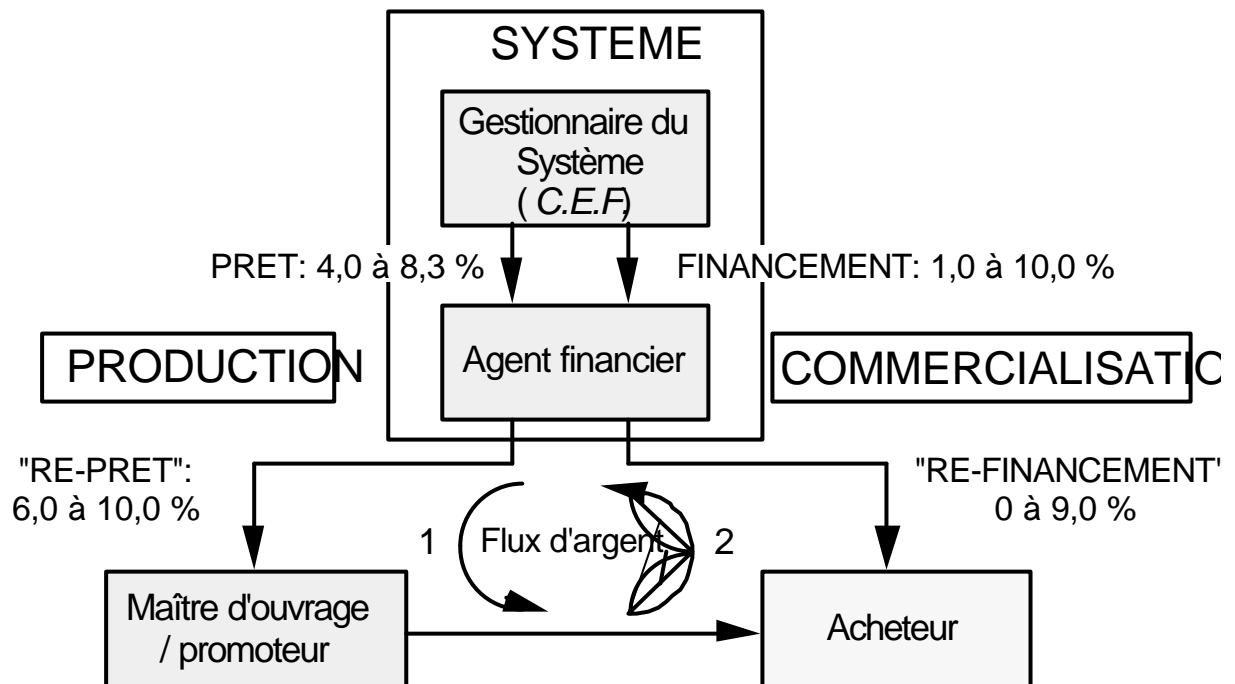 SYSTEME
Gestionnaire du
Système
( C.E.F.)
PRET: 4,0 à 8,3 %
FINANCEMENT: 1,0 à 10,0 %
PRODUCTION
Agent financier
COMMERCIALISATIO
"RE-PRET":
6,0 à 10,0 %
"RE-FINANCEMENT"
0 à 9,0 %
1
Flux d'argent
2
Maître d'ouvrage
/ promoteur
Acheteur